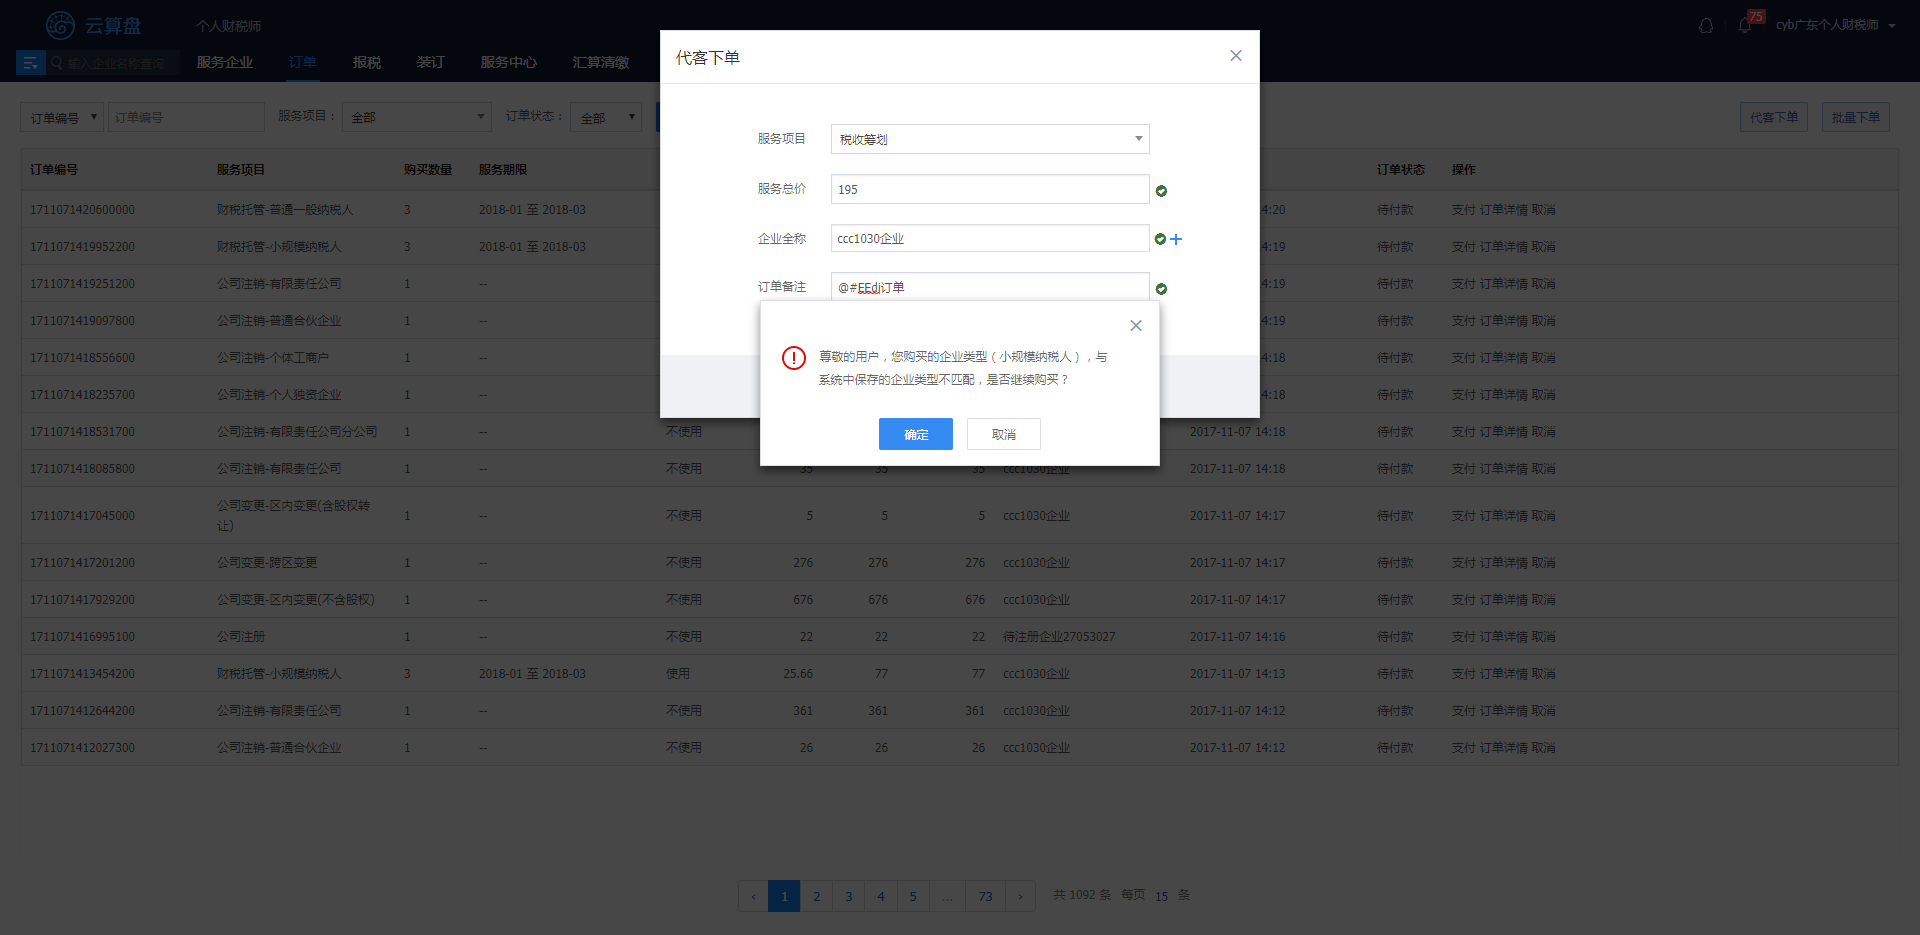 云算盘
个人财税师
75
cyb广东个人财税师
输入企业名称查询
服务企业 订单 报税 装订 服务中心 汇算清缴
订单编号 订单编号 服务项目： 全部 订单状态： 全部
代客下单 批量下单
订单编号 服务项目 购买数量 服务期限 订单状态 操作
1711071420600000 财税托管-普通一般纳税人 3 2018-01 至 2018-03 4:20 待付款 支付 订单详情 取消
1711071419952200 财税托管-小规模纳税人 3 2018-01 至 2018-03 4:19 待付款 支付 订单详情 取消
1711071419251200 公司注销-有限责任公司 1 -- 4:19 待付款 支付 订单详情 取消
1711071419097800 公司注销-普通合伙企业 1 -- 4:19 待付款 支付 订单详情 取消
1711071418556600 公司注销-个体工商户 1 -- 4:18 待付款 支付 订单详情 取消
1711071418235700 公司注销-个人独资企业 1 -- 4:18 待付款 支付 订单详情 取消
1711071418531700 公司注销-有限责任公司分公司 1 -- 不使用 2017-11-07 14:18 待付款 支付 订单详情 取消
1711071418085800 公司注销-有限责任公司 1 -- 不使用 35 35 35 ccc1030企业 2017-11-07 14:18 待付款 支付 订单详情 取消
1711071417045000 公司变更-区内变更(含股权转
让) 1 -- 不使用 5 5 5 ccc1030企业 2017-11-07 14:17 待付款 支付 订单详情 取消
1711071417201200 公司变更-跨区变更 1 -- 不使用 276 276 276 ccc1030企业 2017-11-07 14:17 待付款 支付 订单详情 取消
1711071417929200 公司变更-区内变更(不含股权) 1 -- 不使用 676 676 676 ccc1030企业 2017-11-07 14:17 待付款 支付 订单详情 取消
1711071416995100 公司注册 1 -- 不使用 22 22 22 待注册企业27053027 2017-11-07 14:16 待付款 支付 订单详情 取消
1711071413454200 财税托管-小规模纳税人 3 2018-01 至 2018-03 使用 25.66 77 77 ccc1030企业 2017-11-07 14:13 待付款 支付 订单详情 取消
1711071412644200 公司注销-有限责任公司 1 -- 不使用 361 361 361 ccc1030企业 2017-11-07 14:12 待付款 支付 订单详情 取消
1711071412027300 公司注销-普通合伙企业 1 -- 不使用 26 26 26 ccc1030企业 2017-11-07 14:12 待付款 支付 订单详情 取消
‹ 1 2 3 4 5 ... 73 › 共 1092 条 每页 15 条
代客下单
服务项目 税收筹划
服务总价 195
企业全称 ccc1030企业
订单备注 @#EEdj订单
尊敬的用户，您购买的企业类型（小规模纳税人），与
系统中保存的企业类型不匹配，是否继续购买？
确定 取消